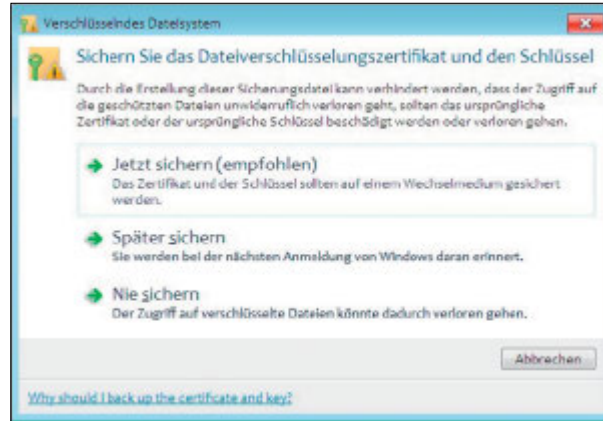 Verschlüsselndes Dateisystem
Sichern Sie das Dateiverschlüsselungszertifikat und den Schlüssel
Durch die Erstellung dieser Sicherungsdatei kann verhindert werden, dass der Zugriff auf
die geschützten Dateien unwiderruflich verloren geht, sollten das ursprüngliche
Zertifikat oder der ursprüngliche Schlüssel beschädigt werden oder verloren gehen.
Jetzt sichern (empfohlen)
Das Zertifikat und der Schlüssel sollten auf einem Wechselmedium gesichert
werden.
Später sichern
Sie werden bei der nächsten Anmeldung von Windows daran erinnert.
Nie sichern
Der Zugriff auf verschlüsselte Dateien könnte dadurch verloren gehen.
Abbrechen
Why should I back up the certificate and key?